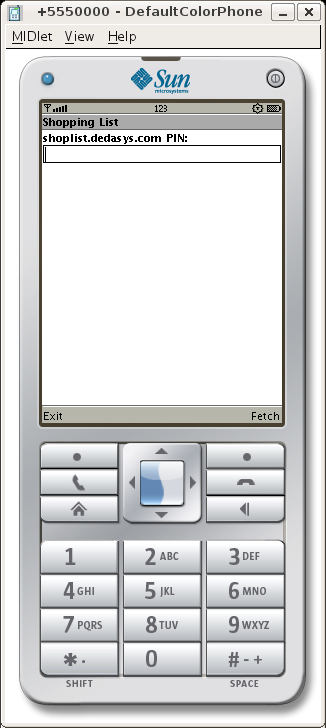 +5550000 - DefaultColorPhone
MIDlet View Help
Sun
microsystems
123
Shopping List
shoplist.dedasys.com PIN:
Exit Fetch
1 2 ABC 3 DEF
4 GHI 5 JKL 6 MNO
7 PQRS 8 TUV 9 WXYZ
* . 0 # - +
SHIFT SPACE